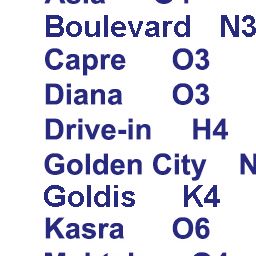 Boulevard N3
Capre O3
Diana O3
Drive-in H4
Golden City N
Goldis K4
Kasra O6